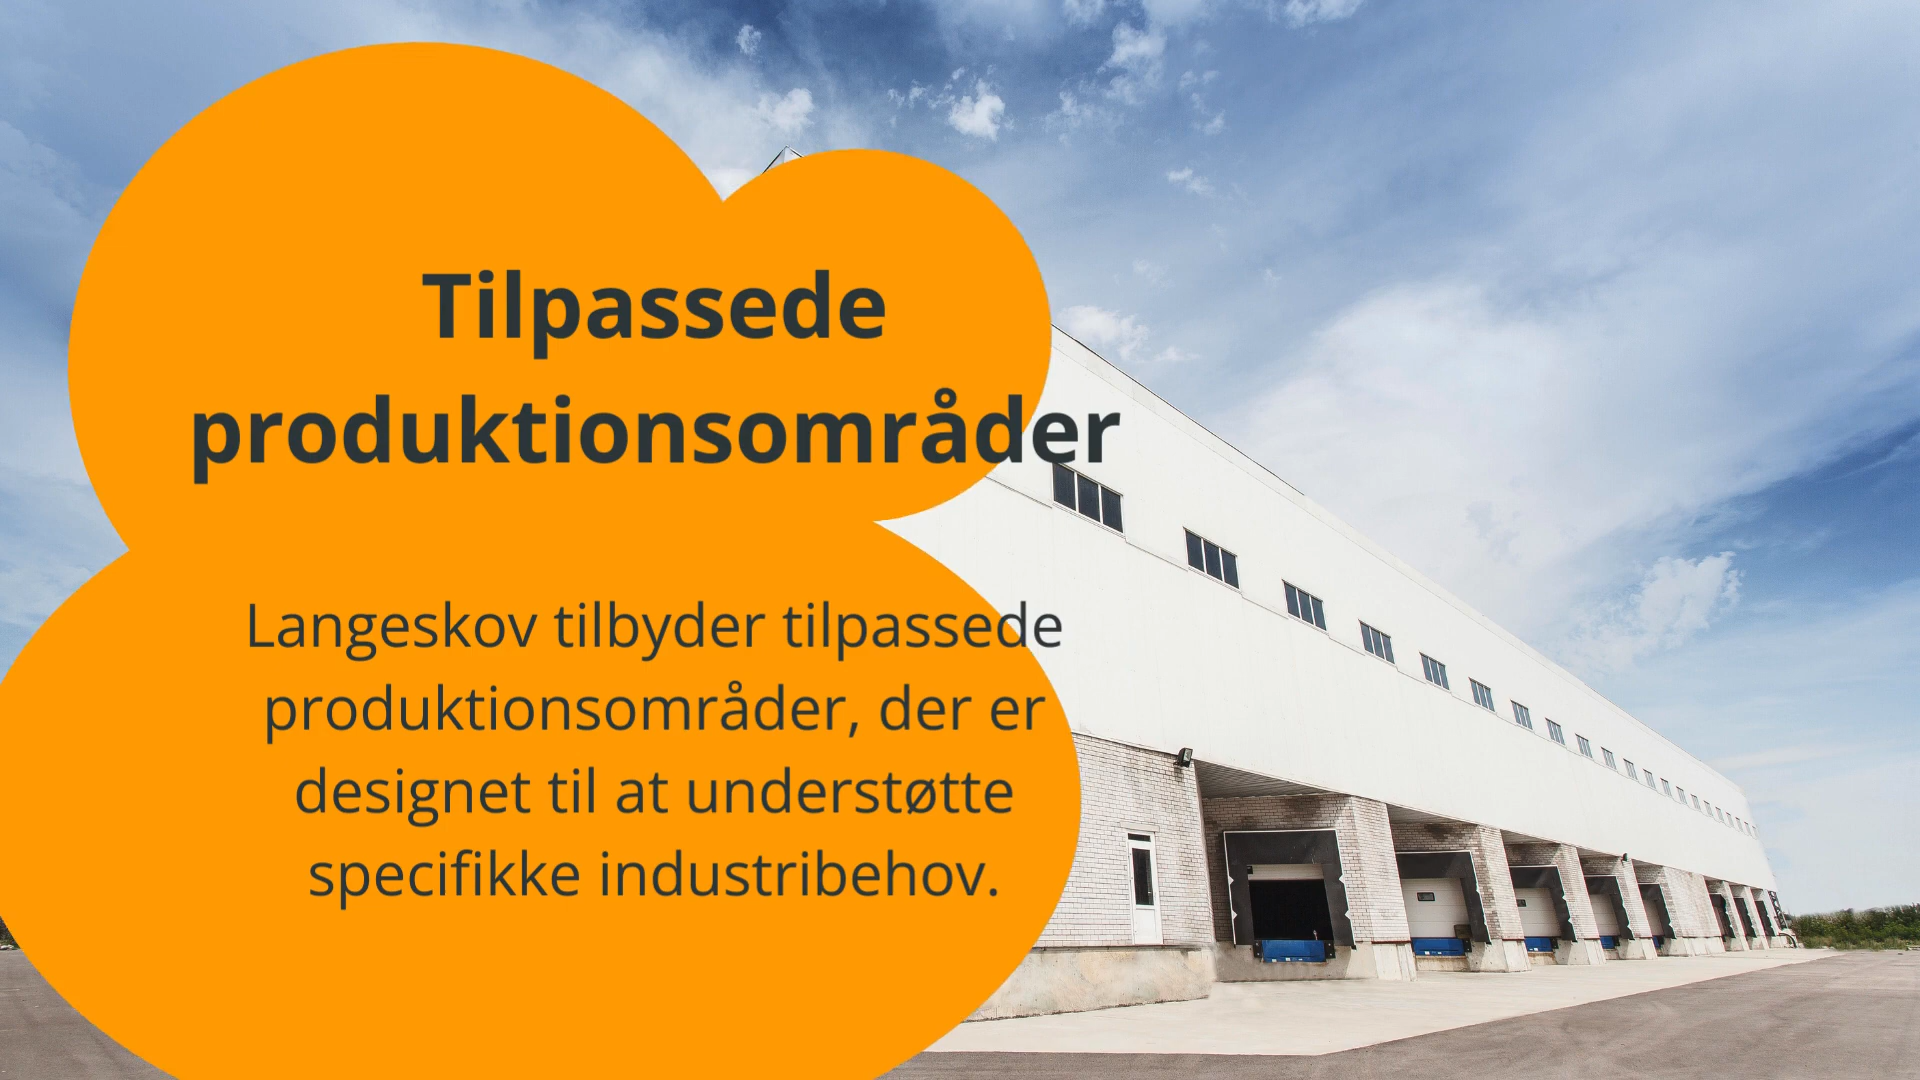 Tilpassede
produktionsområder
Langeskov tilbyder tilpassede
produktionsområder, der er
designet til at understøtte
specifikke industribehov.